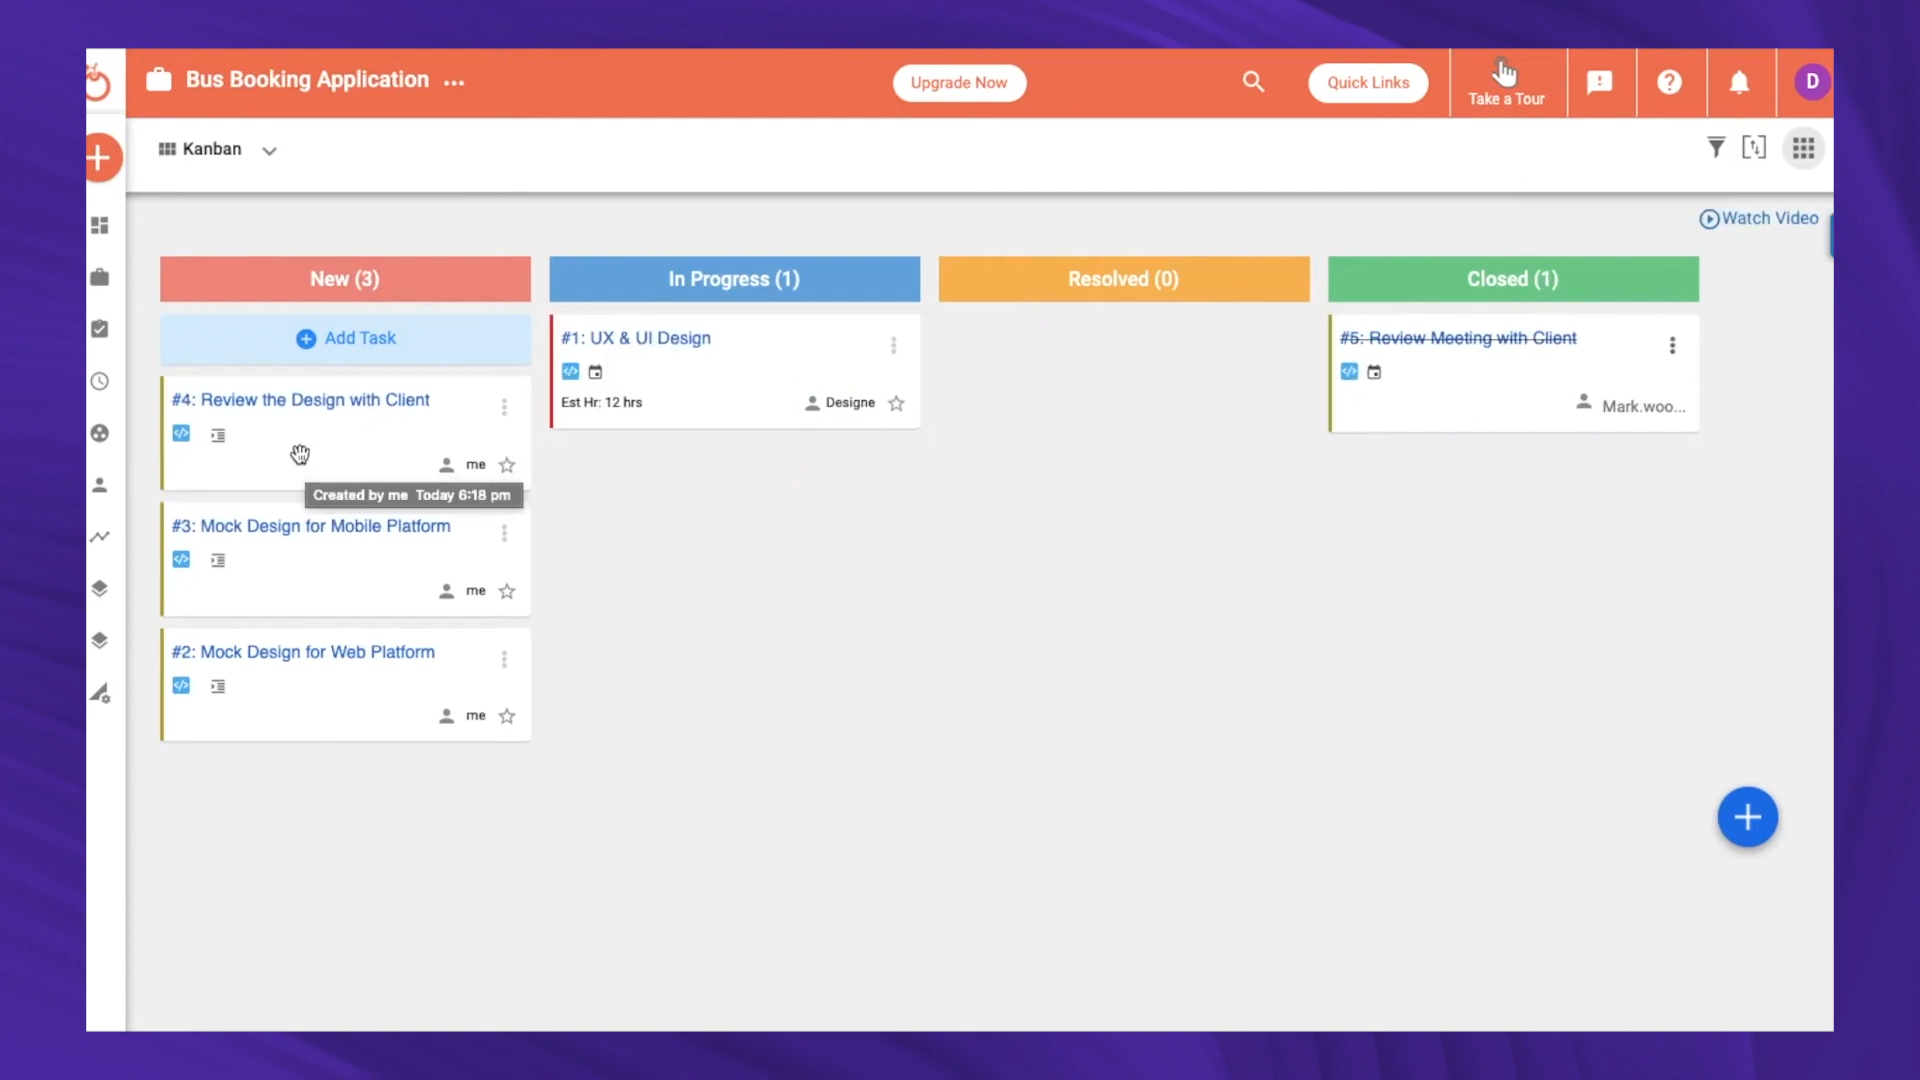 Bus Booking Application ...
Upgrade Now
Quick Links
Take a Tour
D
Kanban
Watch Video
New (3)
In Progress (1)
Resolved (0)
Closed (1)
Add Task
#4: Review the Design with Client
me
Created by me Today 6:18 pm
#3: Mock Design for Mobile Platform
me
#2: Mock Design for Web Platform
me
#1: UX & UI Design
Est Hr: 12 hrs
Designe
#5: Review Meeting with Client
Mark.woo...